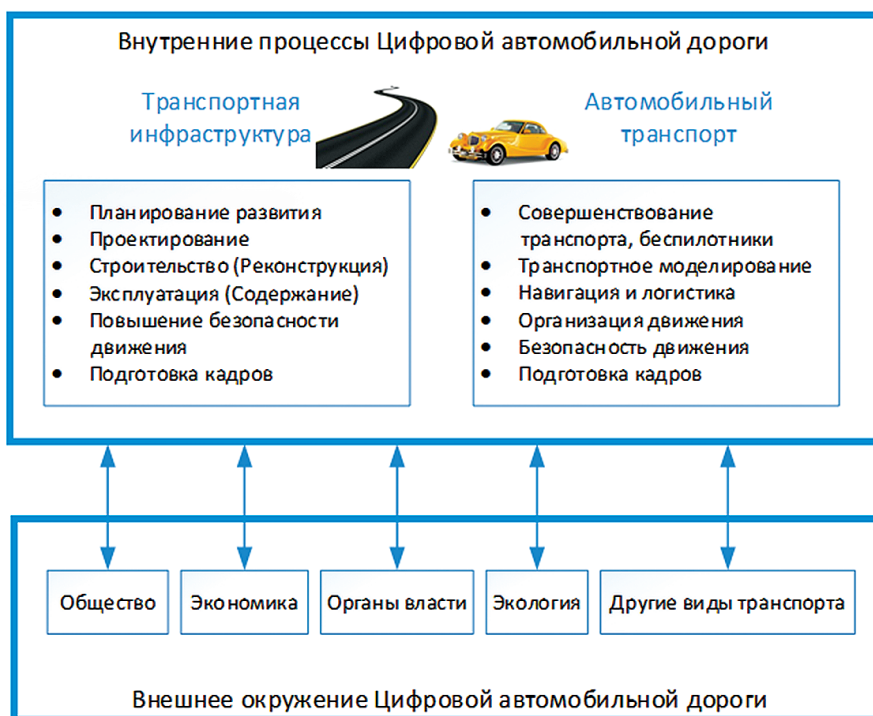 Внутренние процессы Цифровой автомобильной дороги
Транспортная
инфраструктура
Автомобильный
транспорт
• Планирование развития
• Проектирование
• Строительство (Реконструкция)
• Эксплуатация (Содержание)
• Повышение безопасности
движения
• Подготовка кадров
• Совершенствование
транспорта, беспилотники
• Транспортное моделирование
• Навигация и логистика
• Организация движения
• Безопасность движения
• Подготовка кадров
Общество
Экономика
Органы власти
Экология
Другие виды транспорта
Внешнее окружение Цифровой автомобильной дороги